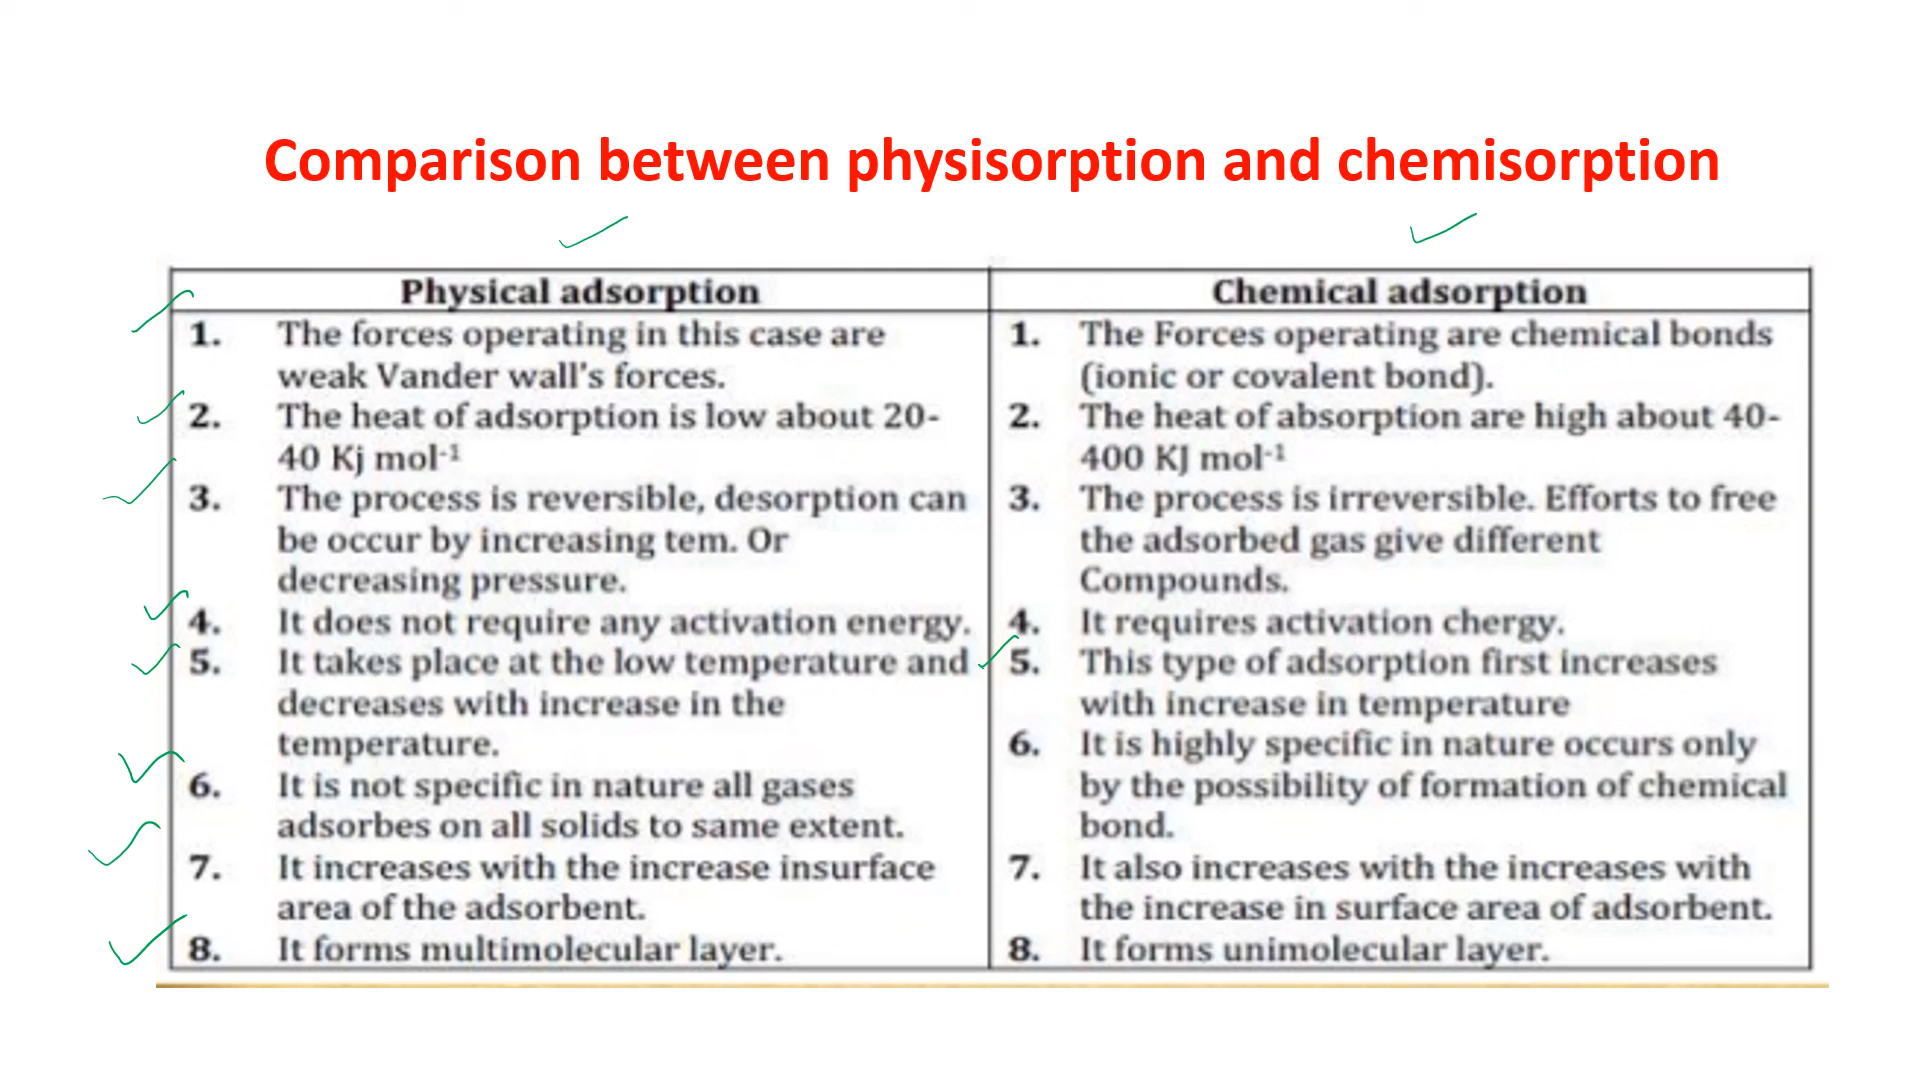 Comparison between physisorption and chemisorption
Physical adsorption
1. The forces operating in this case are
weak Vander wall's forces.
2. The heat of adsorption is low about 20-
40 Kj mol-1
3. The process is reversible, desorption can
be occur by increasing tem. Or
decreasing pressure.
4. It does not require any activation energy.
5. It takes place at the low temperature and
decreases with increase in the
temperature.
6. It is not specific in nature all gases
adsorbes on all solids to same extent.
7. It increases with the increase insurface
area of the adsorbent.
8. It forms multimolecular layer.
Chemical adsorption
1. The Forces operating are chemical bonds
(ionic or covalent bond).
2. The heat of absorption are high about 40-
400 KJ mol-1
3. The process is irreversible. Efforts to free
the adsorbed gas give different
Compounds.
4. It requires activation chergy.
5. This type of adsorption first increases
with increase in temperature
6. It is highly specific in nature occurs only
by the possibility of formation of chemical
bond.
7. It also increases with the increases with
the increase in surface area of adsorbent.
8. It forms unimolecular layer.